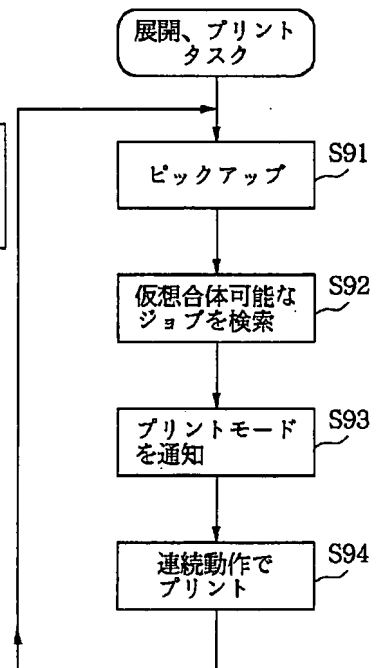 展開、プリント
タスク
ピックアップ
S91
仮想合体可能な
ジョブを検索
S92
プリントモード
を通知
S93
連続動作で
プリント
S94